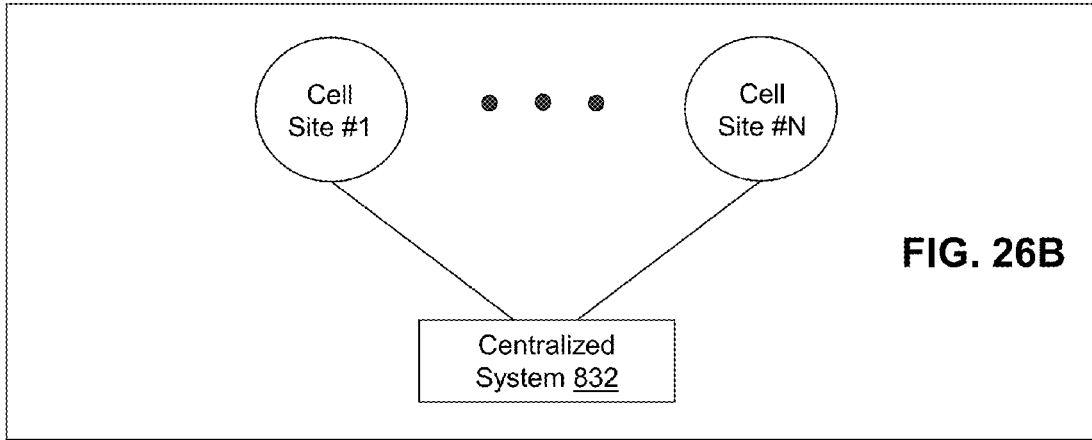 Cell
Site #1
Cell
Site #N
FIG. 26B
Centralized
System 832